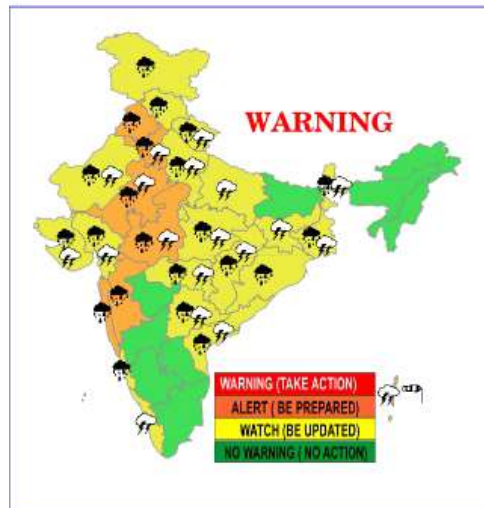 WARNING
WARNING (TAKE ACTION)
ALERT ( BE PREPARED)
WATCH (BE UPDATED)
NO WARNING ( NO ACTION)